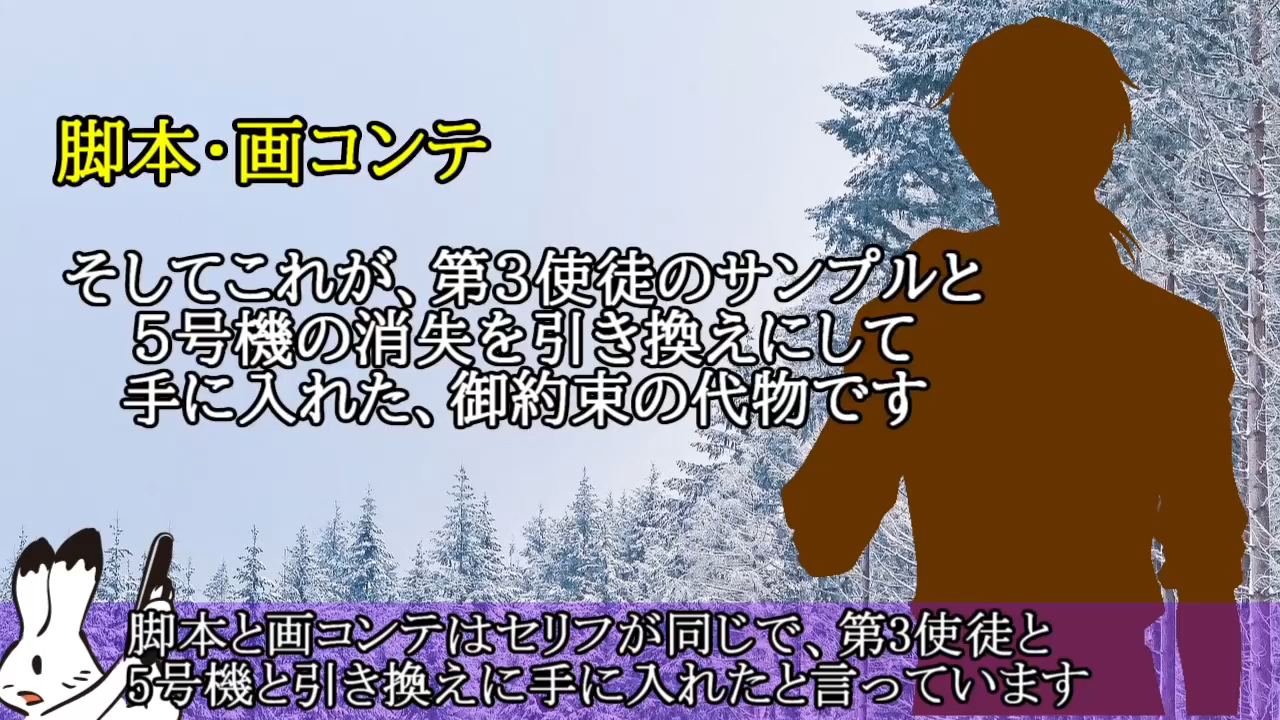 脚本・画コンテ
そしてこれが、第３使徒のサンプルと
５号機の消失を引き換えにして
手に入れた、御約束の代物です
脚本と画コンテはセリフが同じで、第3使徒と
5号機と引き換えに手に入れたと言っています